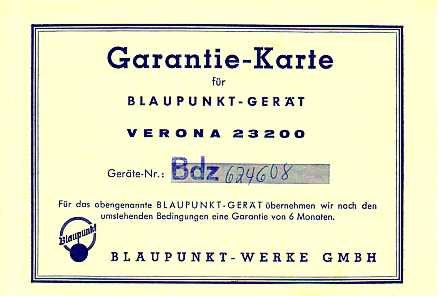 Garantie-Karte
für
BLAUPUNKT-GERÄT
VERONA 23200
Geräte-Nr.: Bdz 624608
Für das obengenannte BLAUPUNKT-GERÄT übernehmen wir nach den
umstehenden Bedingungen eine Garantie von 6 Monaten.
Blaupunkt
BLAUPUNKT-WERKE GMBH